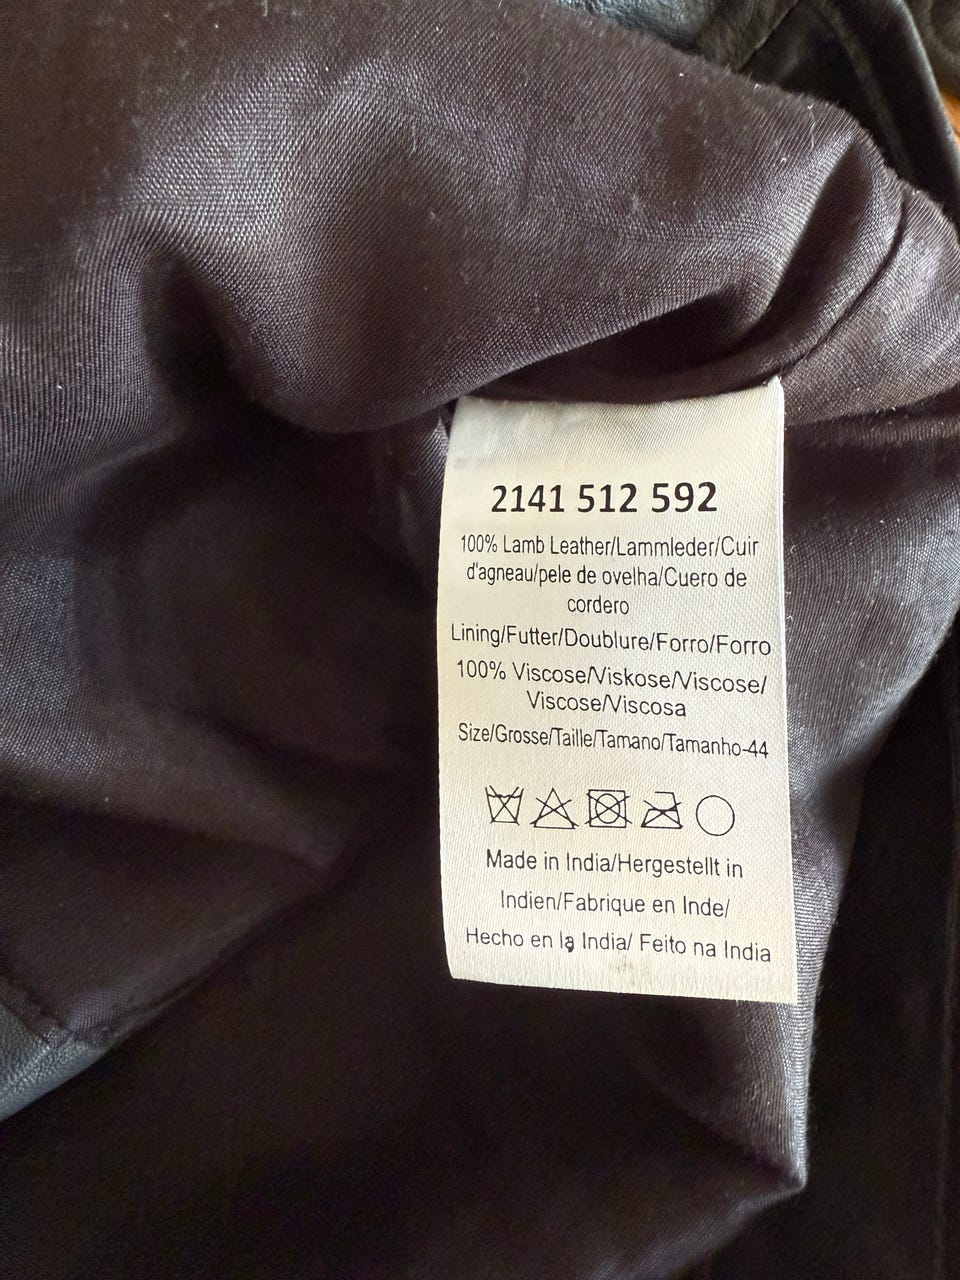 2141 512 592
100% Lamb Leather/Lammleder/Cuir
d'agneau/pele de ovelha/Cuero de
cordero
Lining/Futter/Doublure/Forro/Forro
100% Viscose/Viskose/Viscose/
Viscose/Viscosa
Size/Grosse/Taille/Tamano/Tamanho-44
Made in India/Hergestellt in
Indien/Fabrique en Inde/
Hecho en la India/ Feito na India